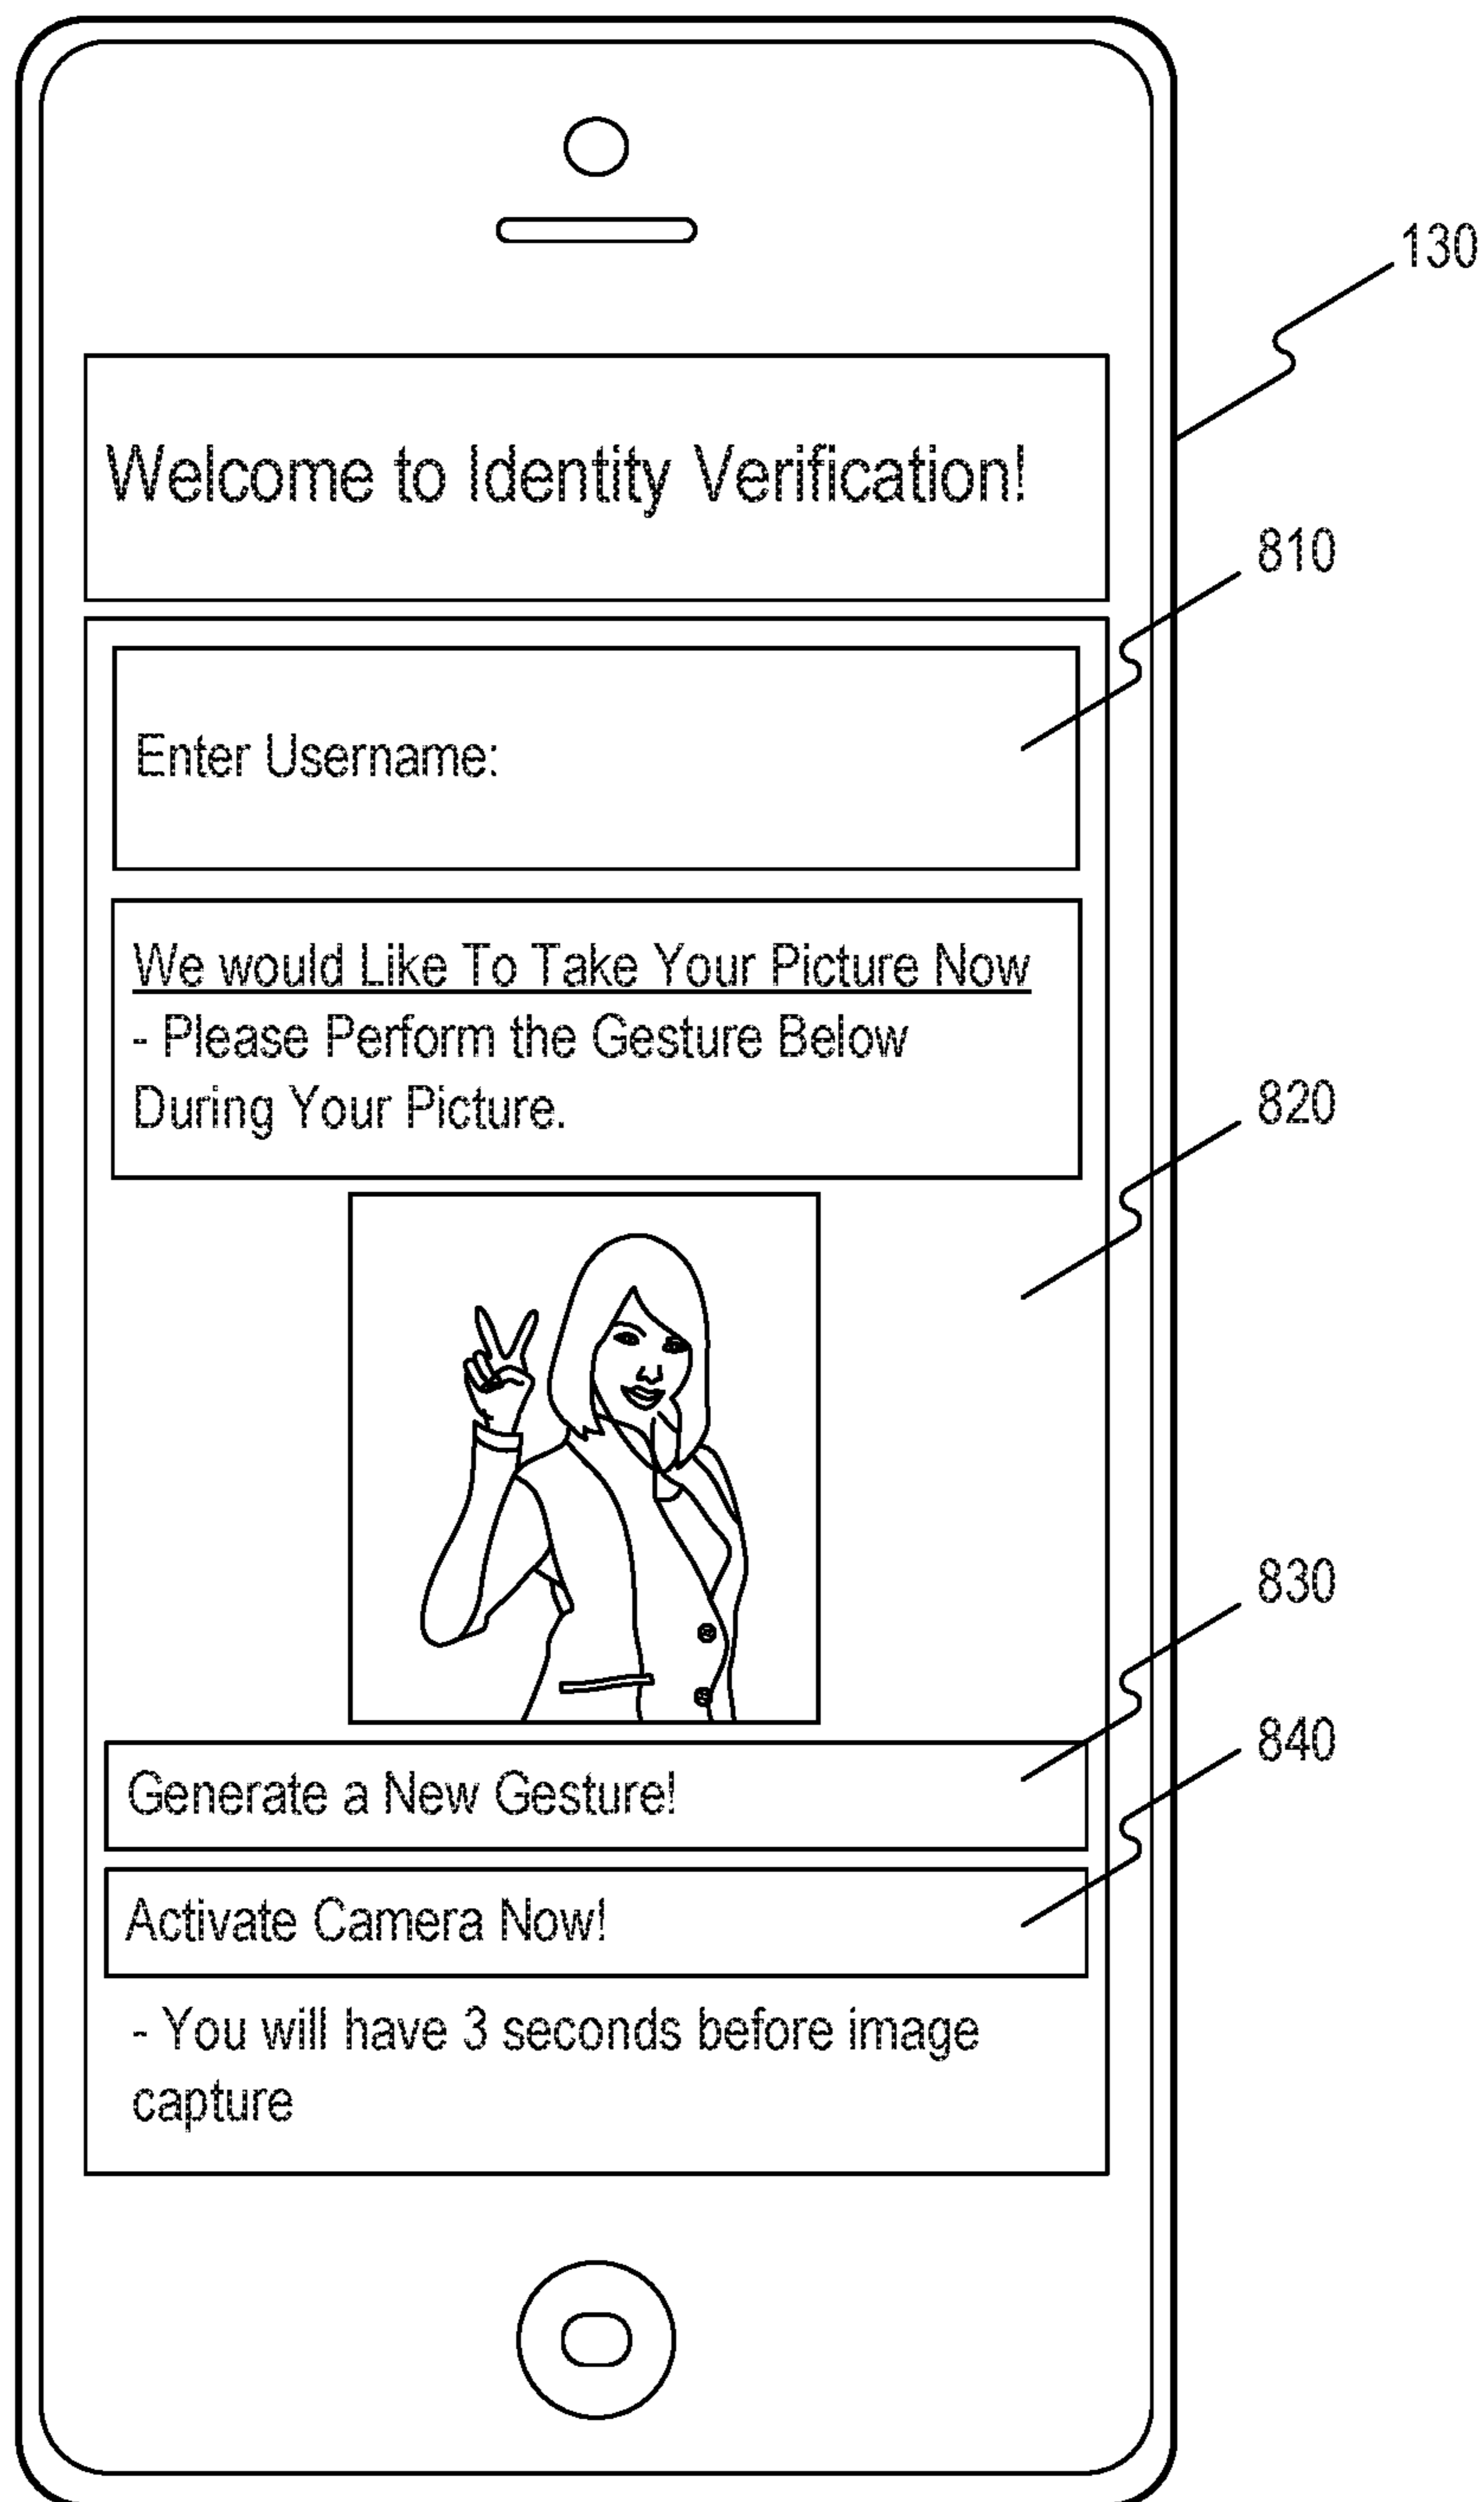 130
Welcome to Identity Verification!
810
Enter Username:
We would Like To Take Your Picture Now
- Please Perform the Gesture Below
During Your Picture.
820
830
Generate a New Gesture!
840
Activate Camera Now!
- You will have 3 seconds before image
capture